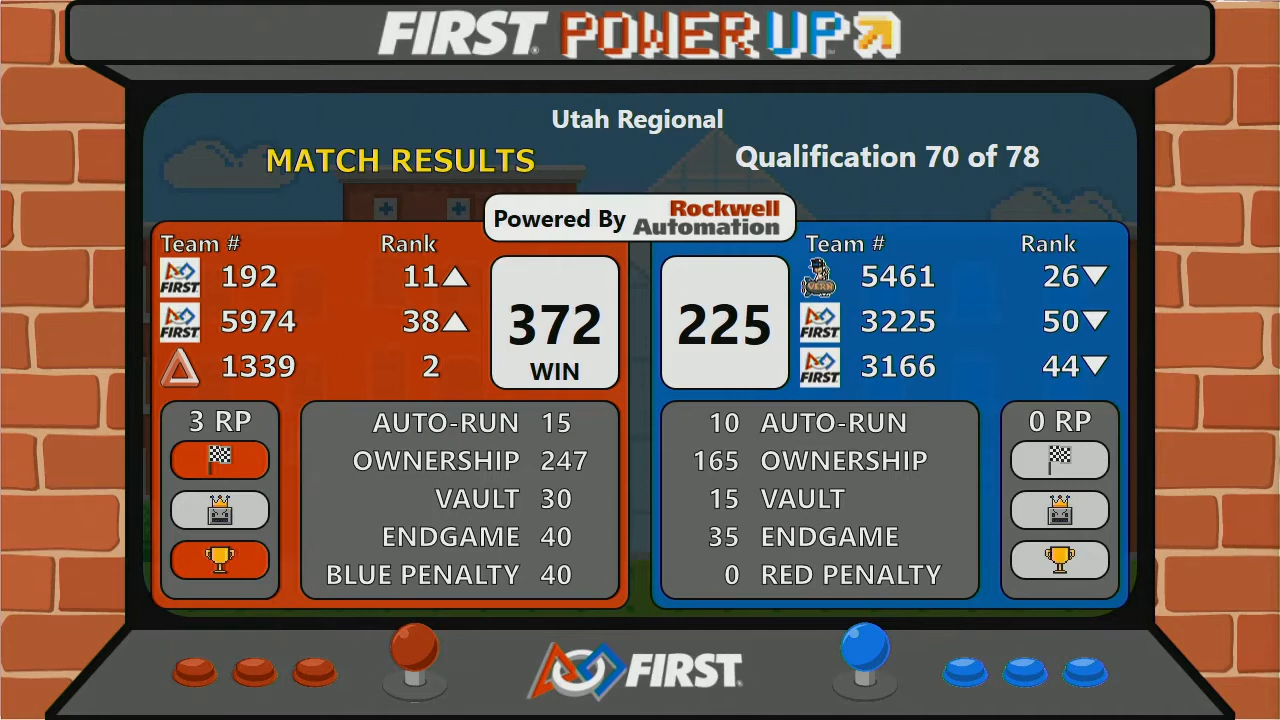 FIRST POWER UP
Utah Regional
MATCH RESULTS
Qualification 70 of 78
Powered By Rockwell Automation
Team # Rank
192 11
5974 38
1339 2
372
WIN
225
Team # Rank
5461 26
3225 50
3166 44
3 RP
AUTO-RUN 15
OWNERSHIP 247
VAULT 30
ENDGAME 40
BLUE PENALTY 40
10 AUTO-RUN
165 OWNERSHIP
15 VAULT
35 ENDGAME
0 RED PENALTY
0 RP
FIRST